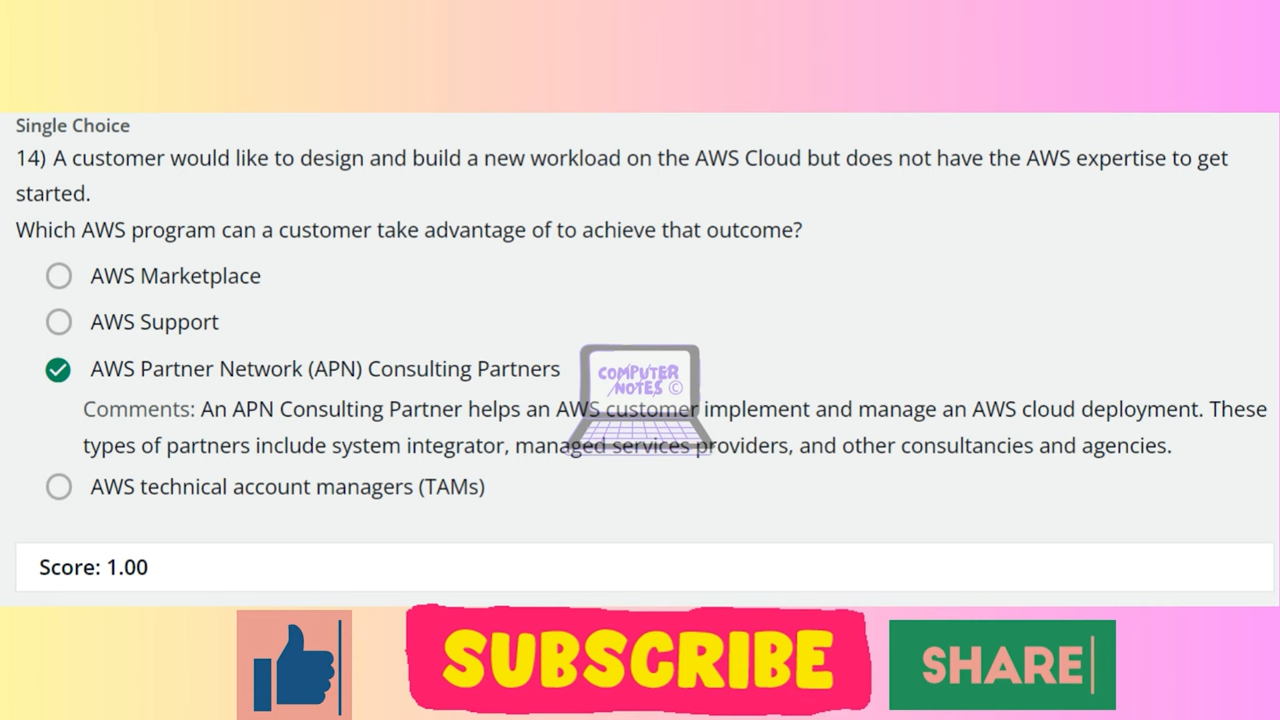 Single Choice
14) A customer would like to design and build a new workload on the AWS Cloud but does not have the AWS expertise to get
started.
Which AWS program can a customer take advantage of to achieve that outcome?
AWS Marketplace
AWS Support
AWS Partner Network (APN) Consulting Partners
COMPUTER
NOTES ©
Comments: An APN Consulting Partner helps an AWS customer implement and manage an AWS cloud deployment. These
types of partners include system integrator, managed services providers, and other consultancies and agencies.
AWS technical account managers (TAMs)
Score: 1.00
SUBSCRIBE
SHARE